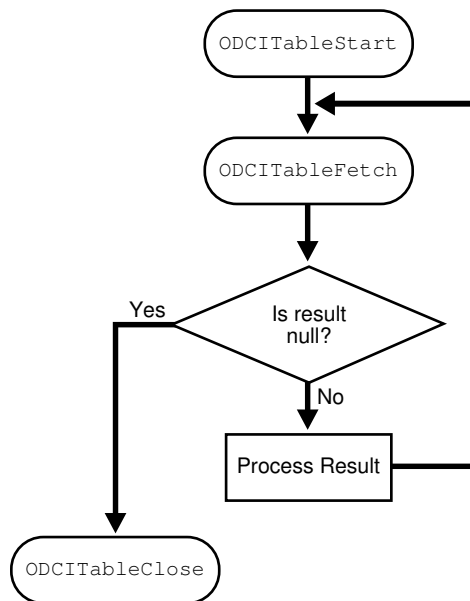 ODCITableStart
ODCITableFetch
Is result
null?
Yes
No
Process Result
ODCITableClose